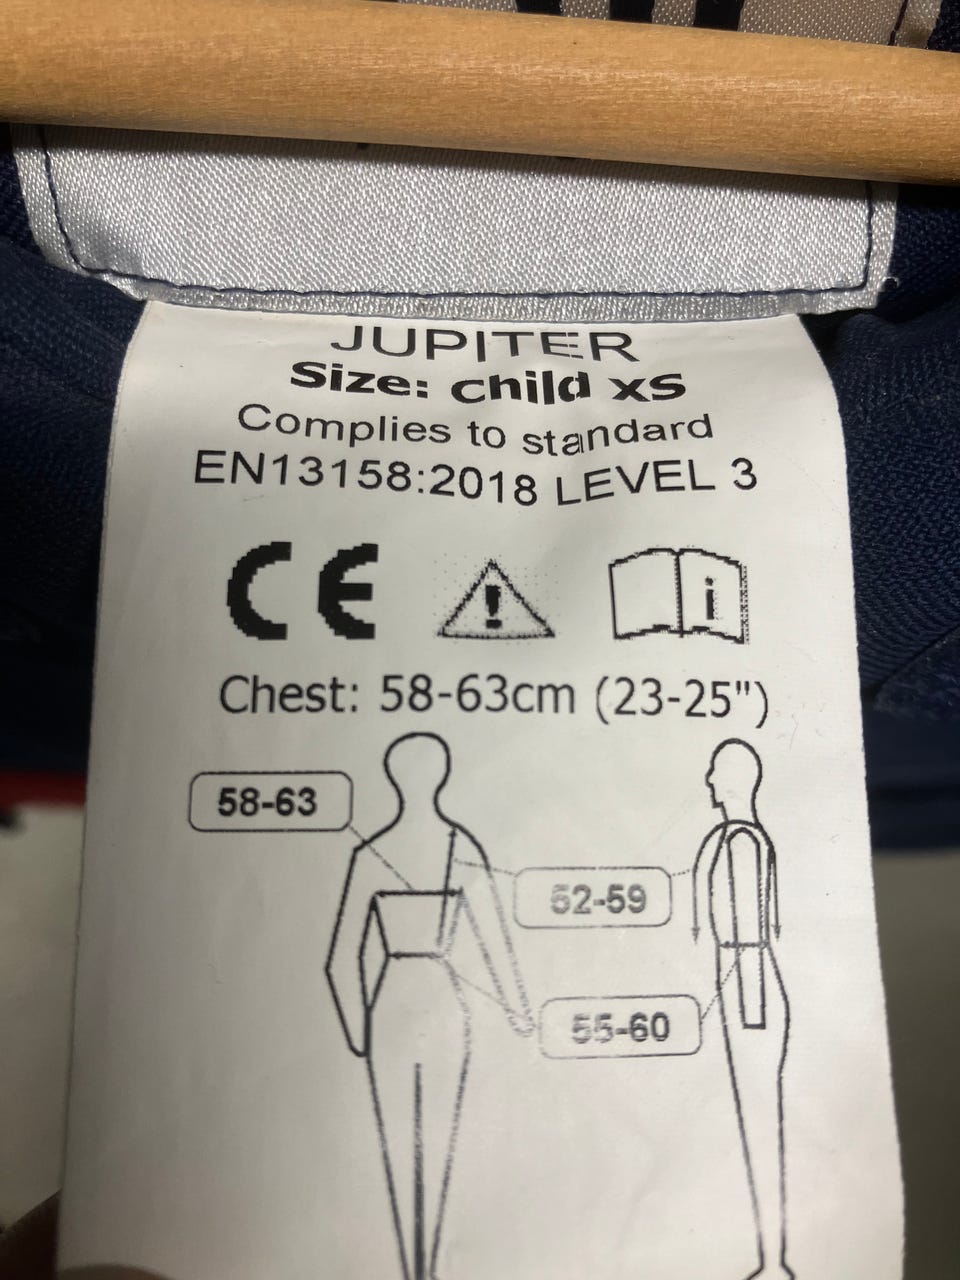 JUPITER
Size: Child XS
Complies to standard
EN13158:2018 LEVEL 3
CE
i
Chest: 58-63cm (23-25")
58-63
52-59
55-60